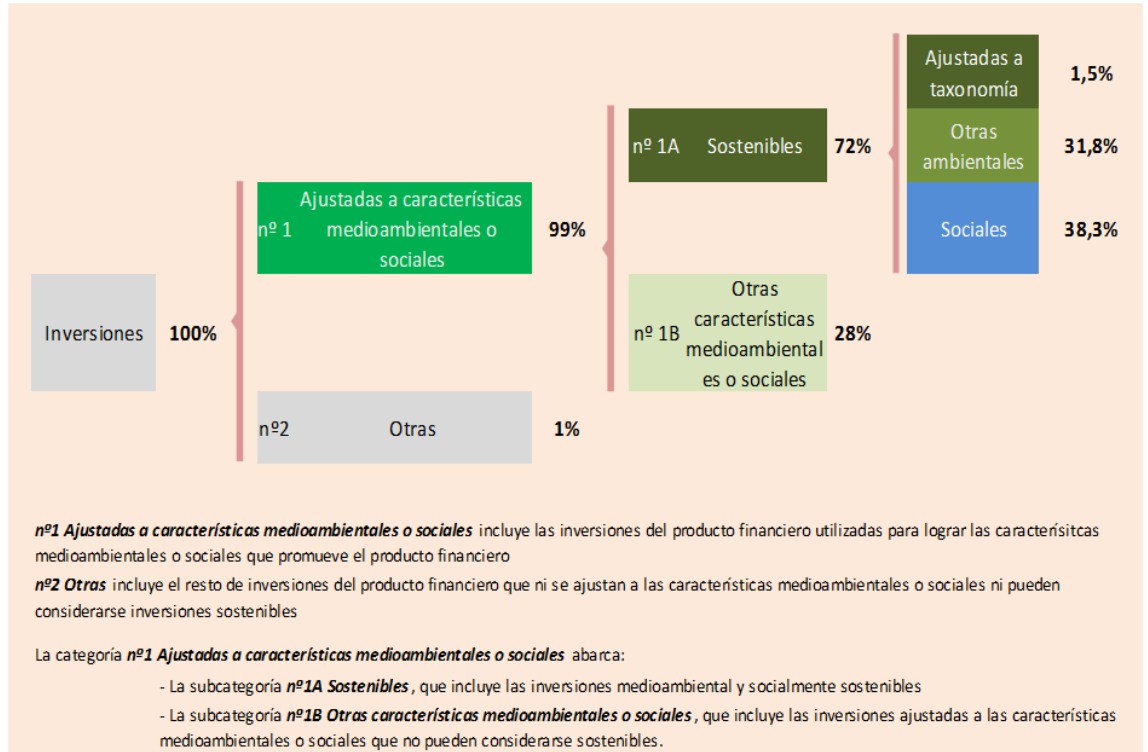 Ajustadas a
taxonomía
1,5%
nº 1A Sostenibles 72%
Otras
ambientales
31,8%
Ajustadas a características
nº 1 medioambientales o 99%
sociales
Sociales 38,3%
Inversiones 100%
Otras
características
nº 1B medioambiental 28%
es o sociales
nº2 Otras 1%
nº1 Ajustadas a características medioambientales o sociales incluye las inversiones del producto financiero utilizadas para lograr las caracterísitcas
medioambientales o sociales que promueve el producto financiero
nº2 Otras incluye el resto de inversiones del producto financiero que ni se ajustan a las características medioambientales o sociales ni pueden
considerarse inversiones sostenibles
La categoría nº1 Ajustadas a características medioambientales o sociales abarca:
- La subcategoría nº1A Sostenibles, que incluye las inversiones medioambiental y socialmente sostenibles
- La subcategoría nº1B Otras características medioambientales o sociales, que incluye las inversiones ajustadas a las características
medioambientales o sociales que no pueden considerarse sostenibles.